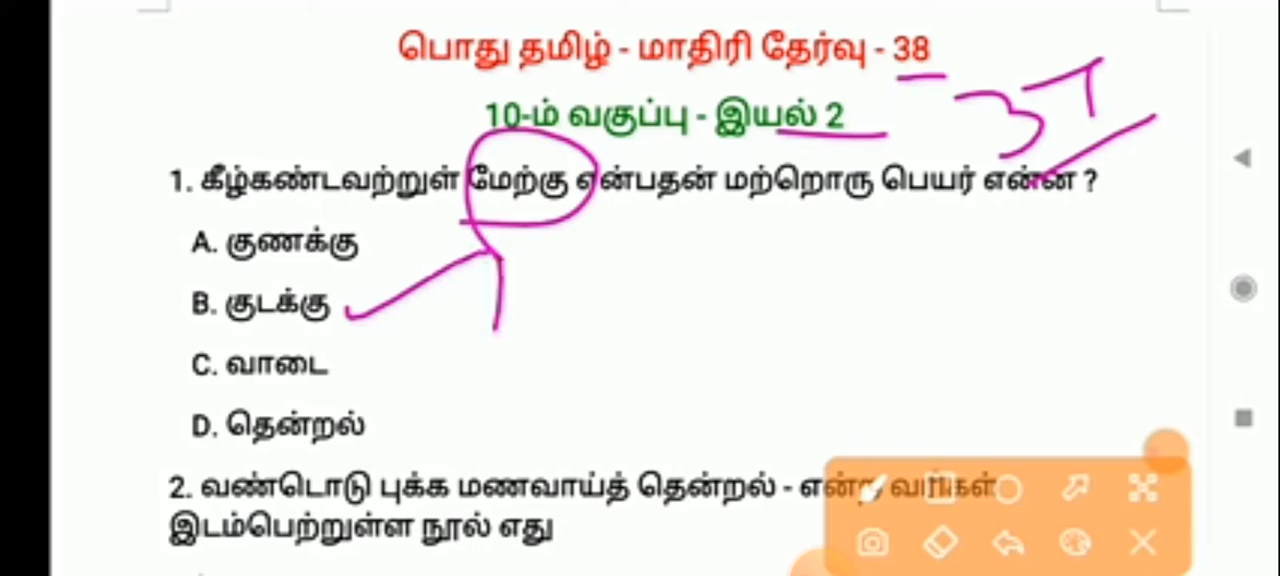 பொது தமிழ் - மாதிரி தேர்வு - 38
37
10-ம் வகுப்பு - இயல் 2
1. கீழ்கண்டவற்றுள் மேற்கு என்பதன் மற்றொரு பெயர் என்ன ?
A. குணக்கு
B. குடக்கு
C. வாடை
D. தென்றல்
2. வண்டொடு புக்க மணவாய்த் தென்றல் - என்ற வரிகள்
இடம்பெற்றுள்ள நூல் எது